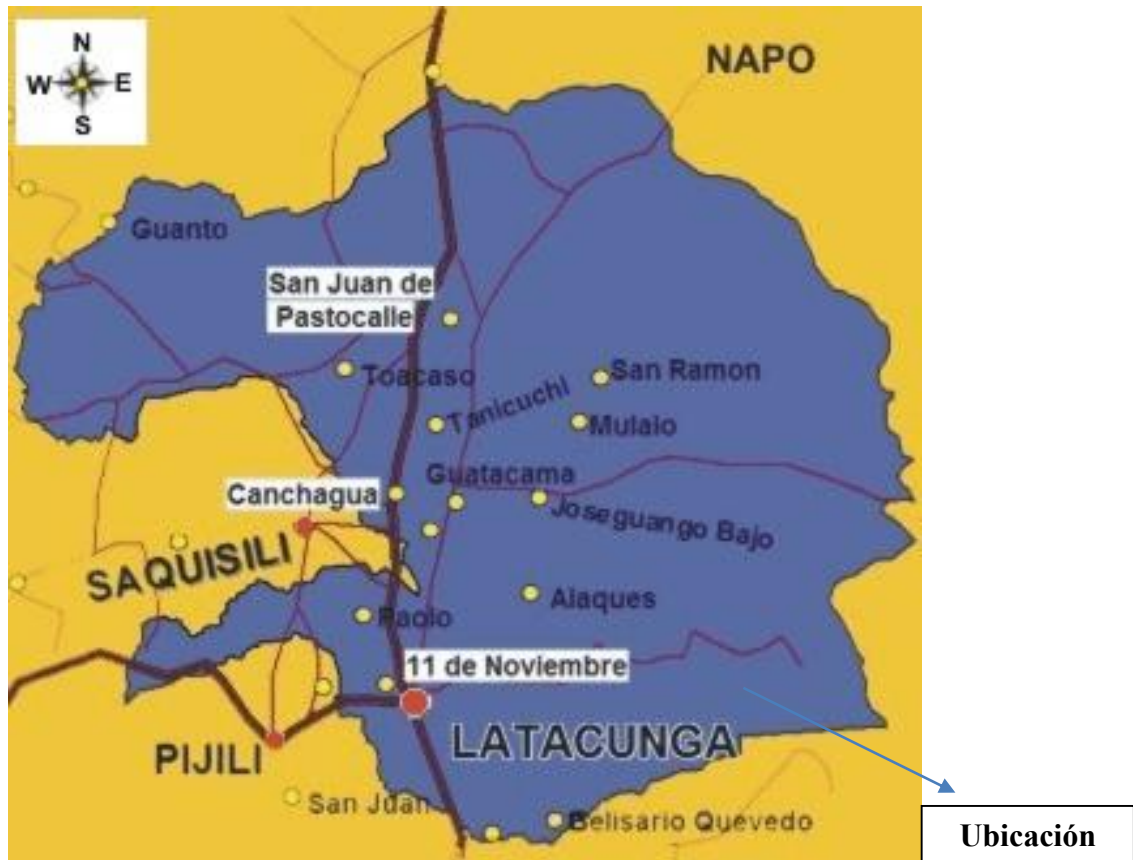 N
W E
S
NAPO
Guanto
San Juan de
Pastocalle
Toacaso
San Ramon
Tanicuchi
Mulalo
Guatacama
Canchagua
Joseguango Bajo
SAQUISILI
Alaques
Paolo
11 de Noviembre
LATACUNGA
PIJILI
San Juan
Belisario Quevedo
Ubicación